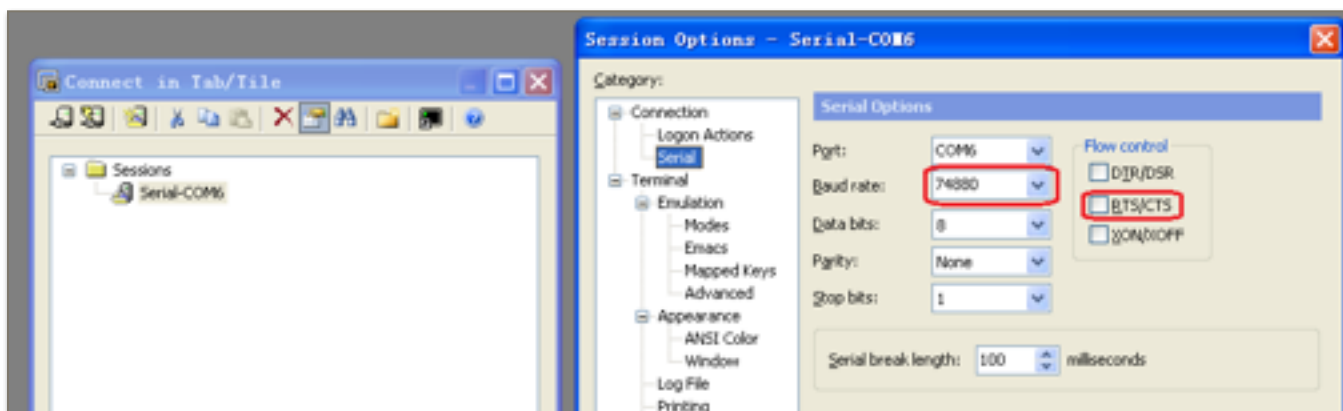 Connect in Tab/Tile
Sessions
Serial-COM6
Session Options - Serial-COM6
Category:
Connection
Logon Actions
Serial
Terminal
Emulation
Modes
Emacs
Mapped Keys
Advanced
Appearance
ANSI Color
Window
Log File
Printing
Serial Options
Port:
COM6
Baud rate:
74880
Data bits:
8
Parity:
None
Stop bits:
1
Flow control
DTR/DSR
RTS/CTS
XON/XOFF
Serial break length:
100
milliseconds